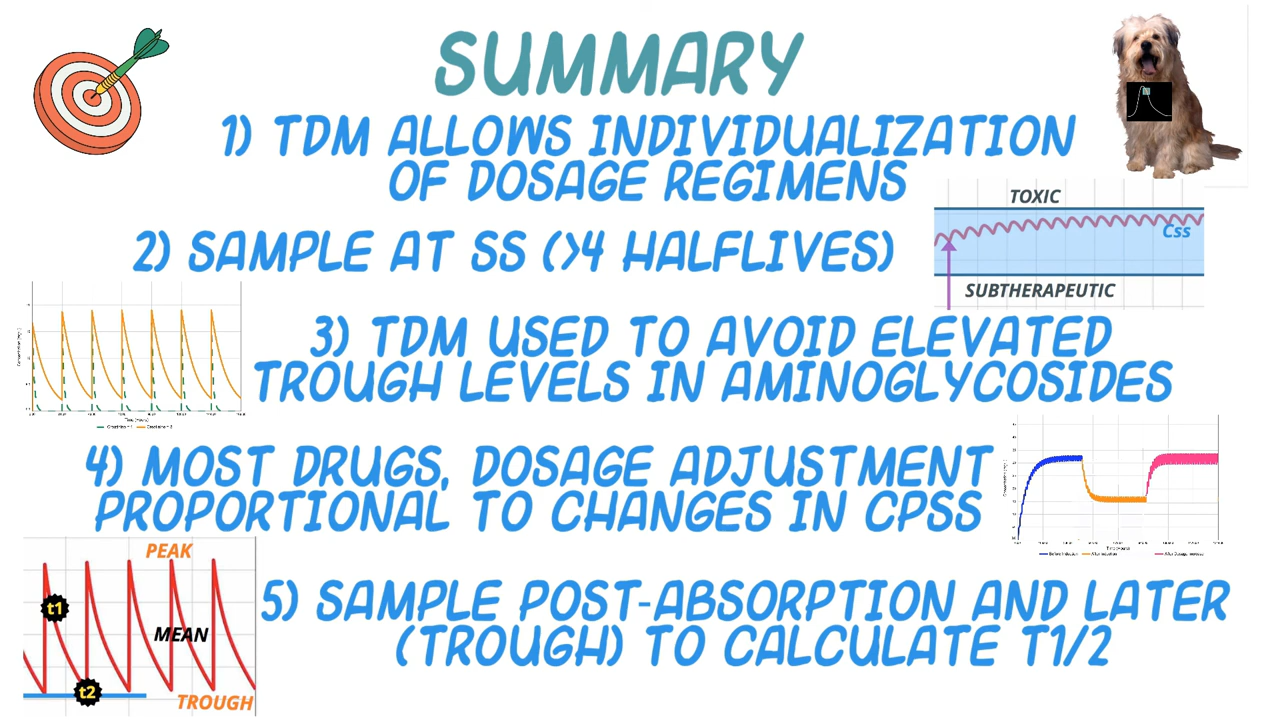 SUMMARY
1) TDM ALLOWS INDIVIDUALIZATION
OF DOSAGE REGIMENS
TOXIC
Css
SUBTHERAPEUTIC
2) SAMPLE AT SS (>4 HALFLIVES)
3) TDM USED TO AVOID ELEVATED
TROUGH LEVELS IN AMINOGLYCOSIDES
4) MOST DRUGS, DOSAGE ADJUSTMENT
PROPORTIONAL TO CHANGES IN CPSS
PEAK
t1
MEAN
t2
TROUGH
5) SAMPLE POST-ABSORPTION AND LATER
(TROUGH) TO CALCULATE T1/2